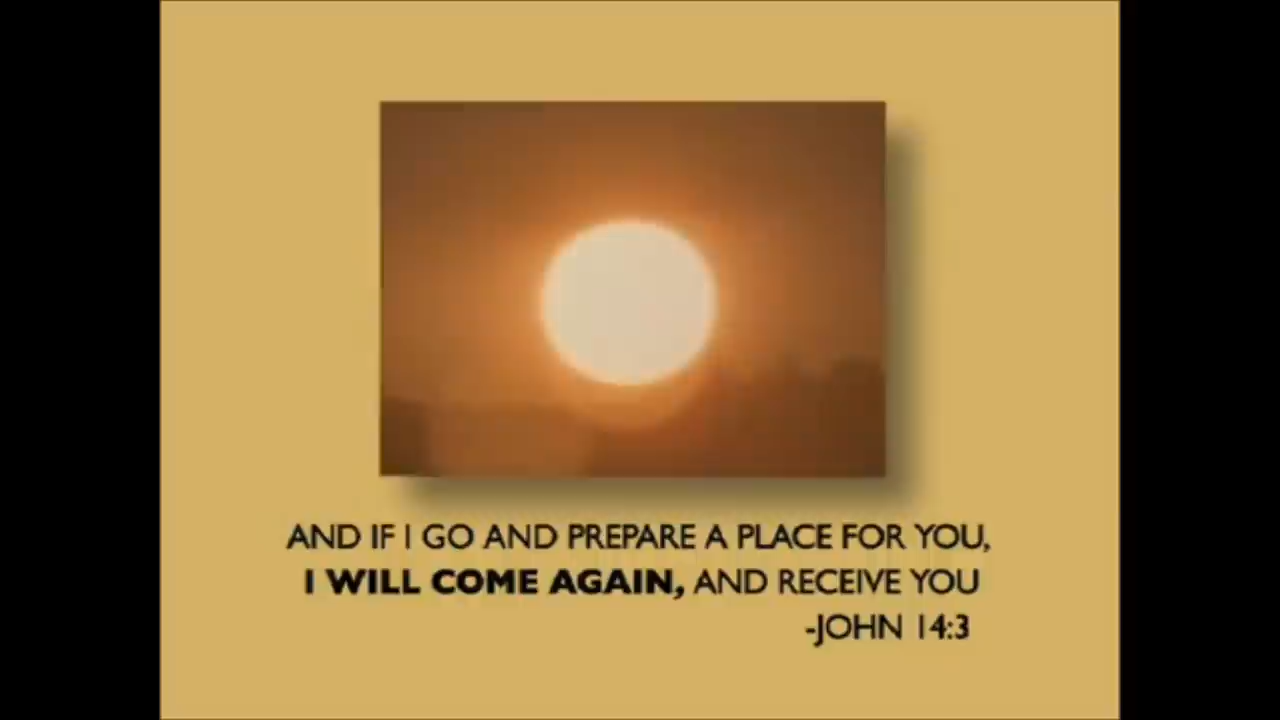 AND IF I GO AND PREPARE A PLACE FOR YOU,
I WILL COME AGAIN, AND RECEIVE YOU
-JOHN 14:3